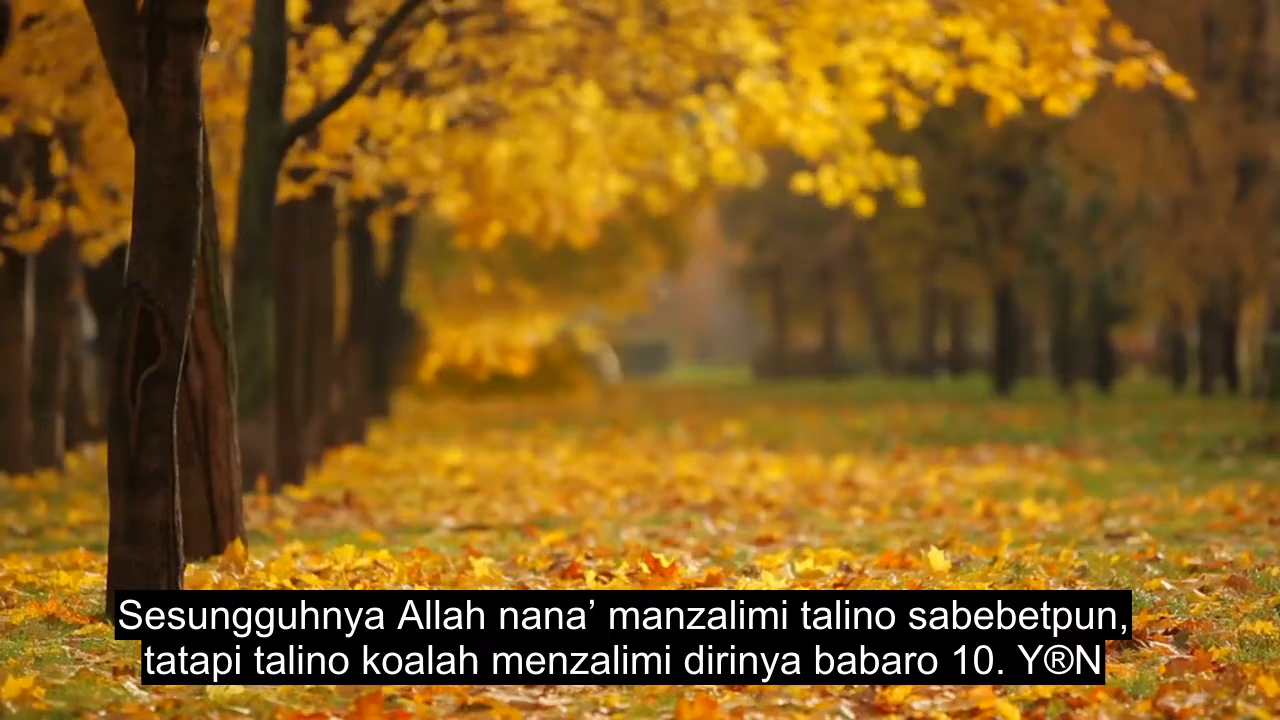 Sesungguhnya Allah nana’ manzalimi talino sabebetpun,
tatapi talino koalah menzalimi dirinya babaro 10. Y®N